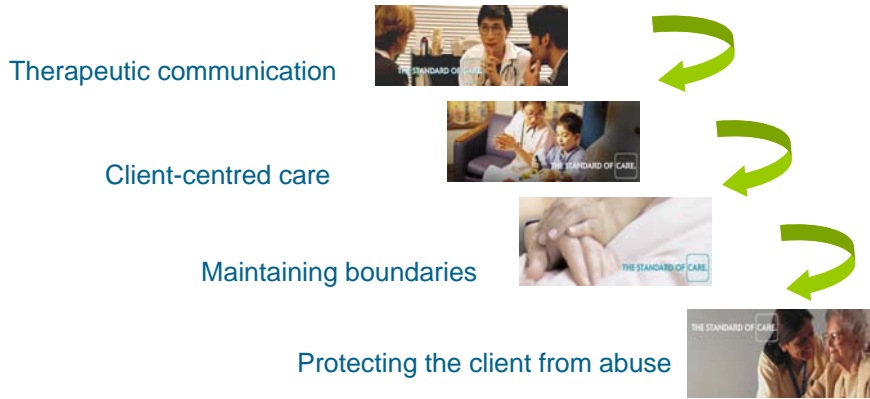 Therapeutic communication
THE STANDARD OF CARE.
Client-centred care
THE STANDARD OF CARE.
Maintaining boundaries
THE STANDARD OF CARE.
Protecting the client from abuse
THE STANDARD OF CARE.